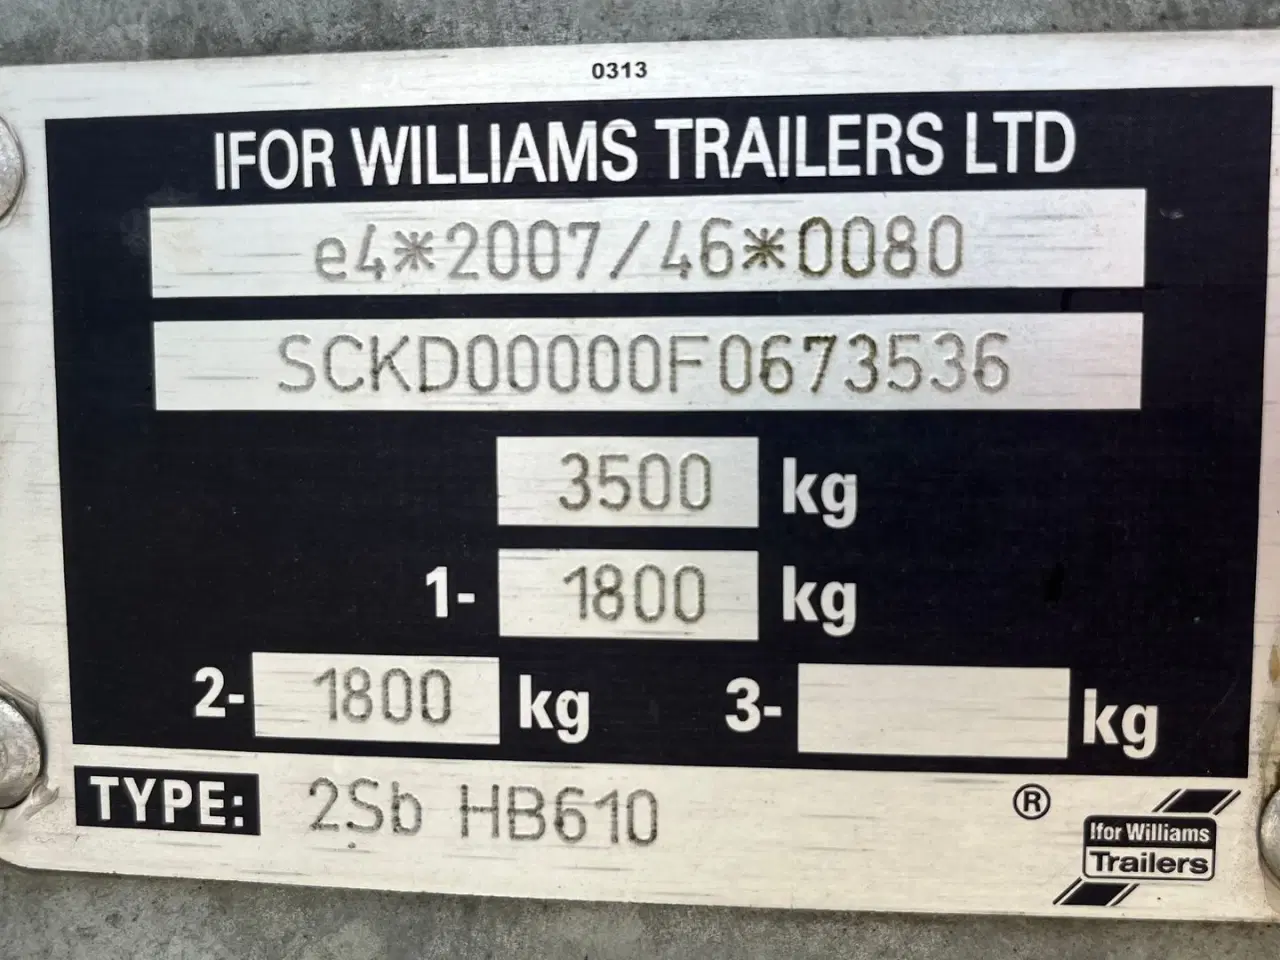 0313
IFOR WILLIAMS TRAILERS LTD
e4*2007/46*0080
SCKD00000F0673536
3500 kg
1- 1800 kg
2- 1800 kg 3- kg
TYPE: 2Sb HB610 ®
Ifor Williams
Trailers